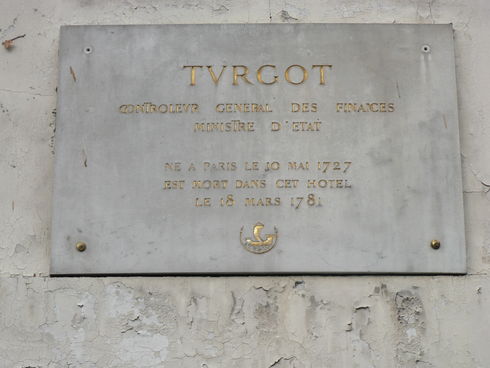 TVRGOT
CONTROLEVR GENERAL DES FINANCES
MINISTRE D'ETAT
NE A PARIS LE 10 MAI 1727
EST MORT DANS CET HOTEL
LE 18 MARS 1781